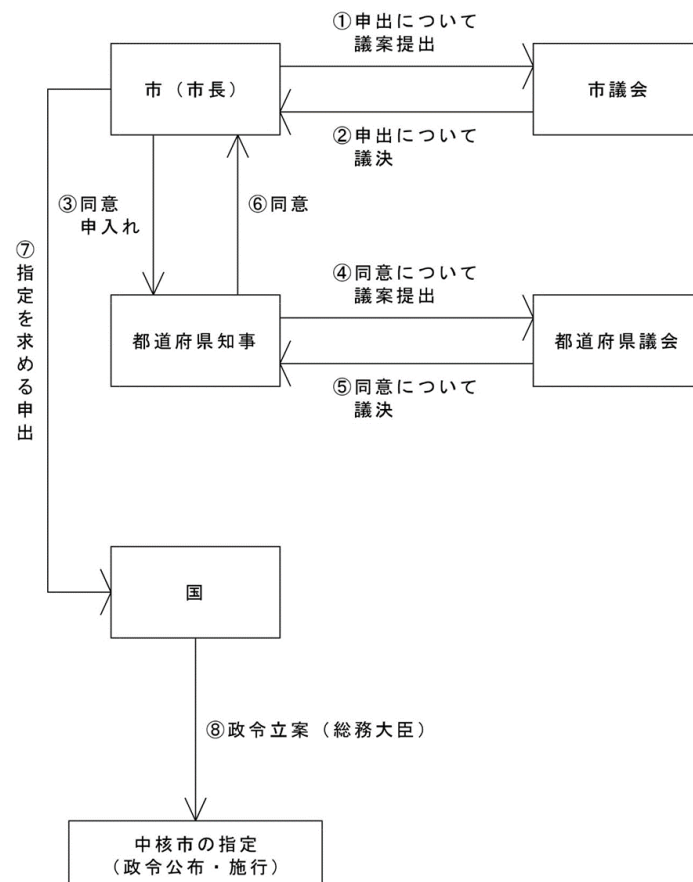 ①申出について
議案提出
市（市長）
市議会
②申出について
議決
③同意
申入れ
⑥同意
⑦指定を求める申出
④同意について
議案提出
都道府県知事
都道府県議会
⑤同意について
議決
国
⑧政令立案（総務大臣）
中核市の指定
（政令公布・施行）